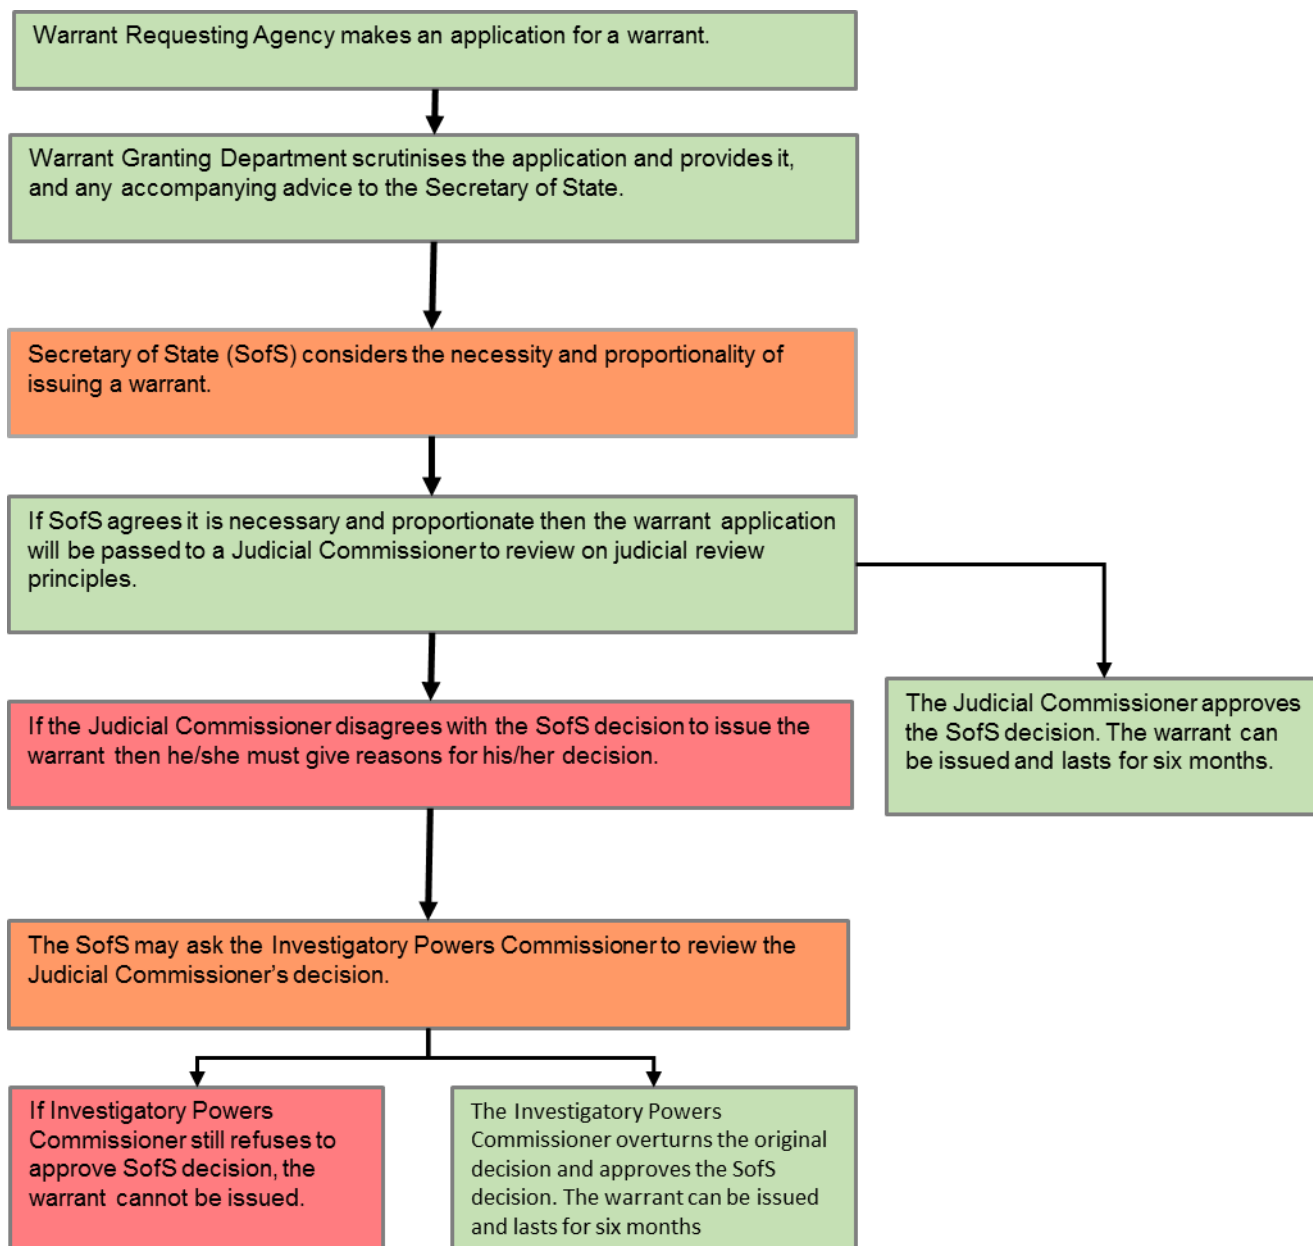 Warrant Requesting Agency makes an application for a warrant.
Warrant Granting Department scrutinises the application and provides it,
and any accompanying advice to the Secretary of State.
Secretary of State (SofS) considers the necessity and proportionality of
issuing a warrant.
If SofS agrees it is necessary and proportionate then the warrant application
will be passed to a Judicial Commissioner to review on judicial review
principles.
If the Judicial Commissioner disagrees with the SofS decision to issue the
warrant then he/she must give reasons for his/her decision.
The Judicial Commissioner approves
the SofS decision. The warrant can
be issued and lasts for six months.
The SofS may ask the Investigatory Powers Commissioner to review the
Judicial Commissioner’s decision.
If Investigatory Powers
Commissioner still refuses to
approve SofS decision, the
warrant cannot be issued.
The Investigatory Powers
Commissioner overturns the original
decision and approves the SofS
decision. The warrant can be issued
and lasts for six months